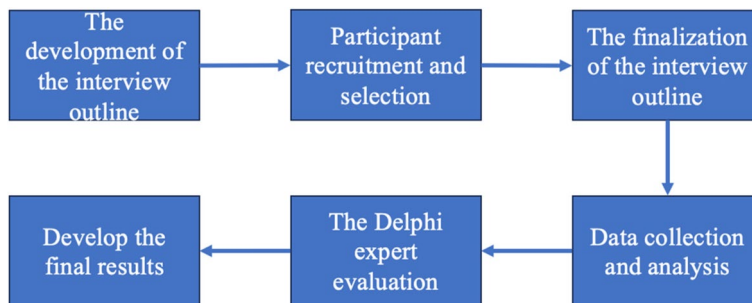 The
development of
the interview
outline
Participant
recruitment and
selection
The finalization
of the interview
outline
Data collection
and analysis
The Delphi
expert
evaluation
Develop the
final results